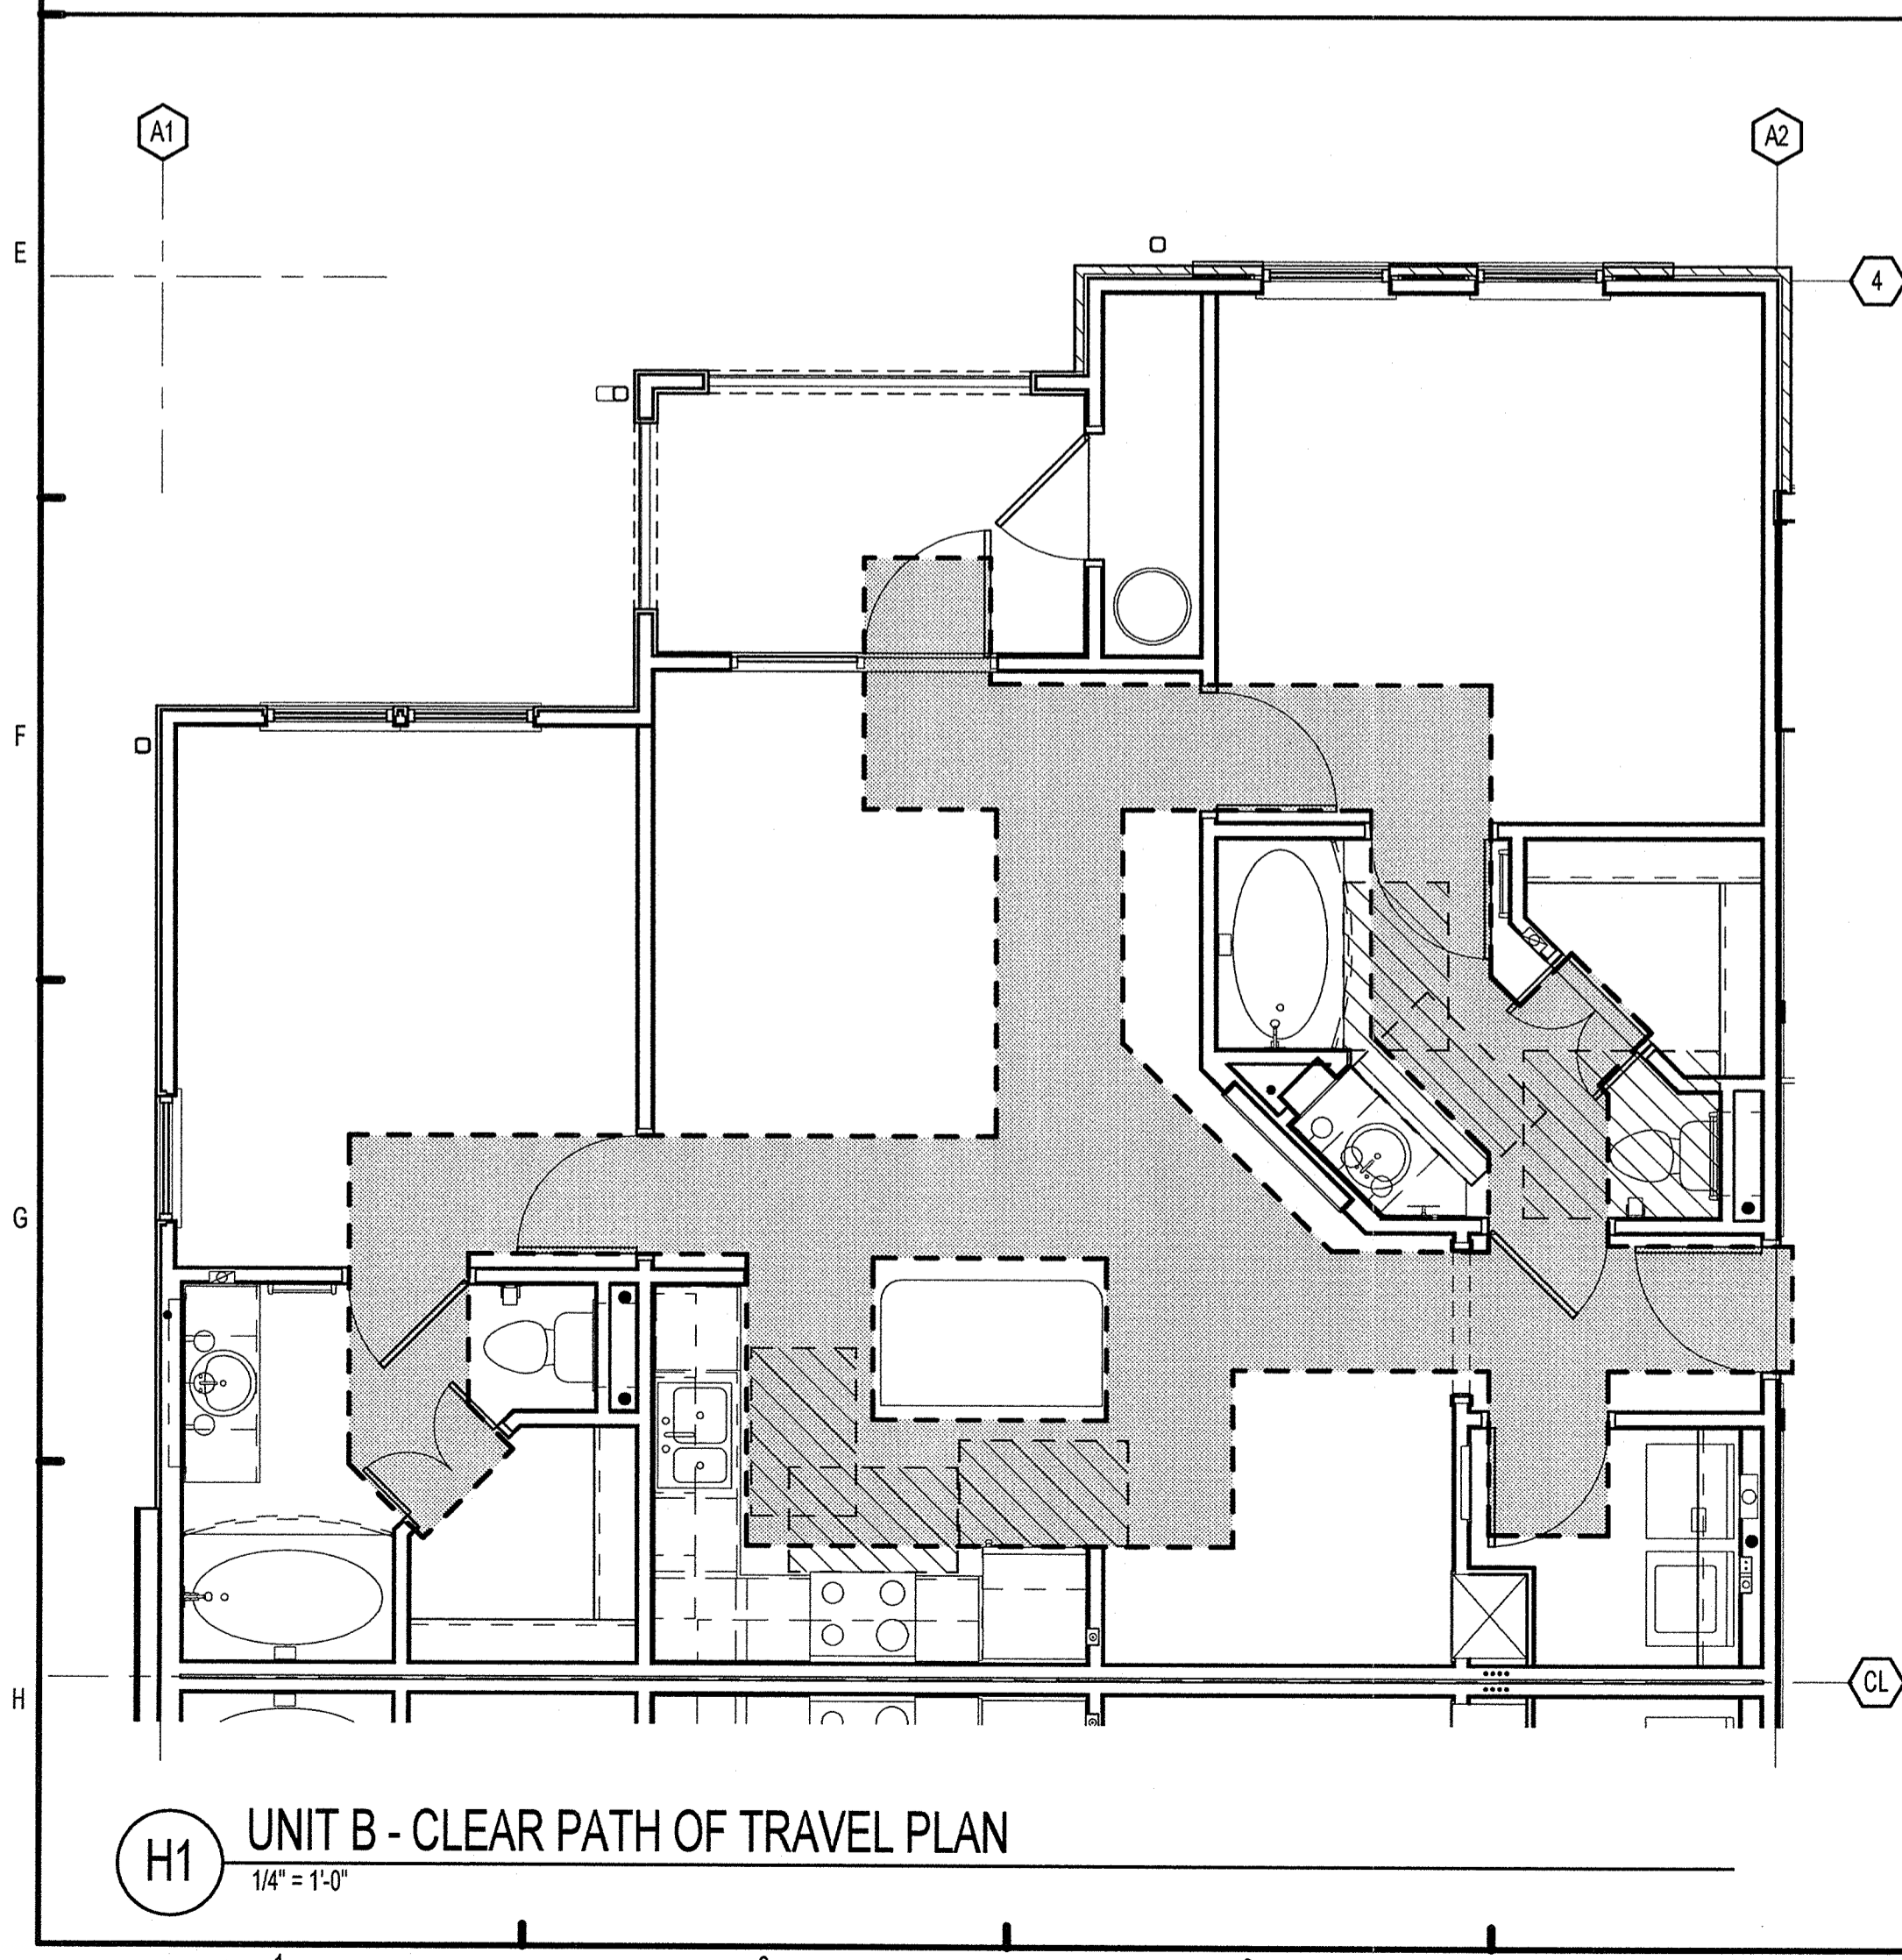 A1
A2
E
4
F
G
H
CL
H1
UNIT B - CLEAR PATH OF TRAVEL PLAN
1/4" = 1'-0"